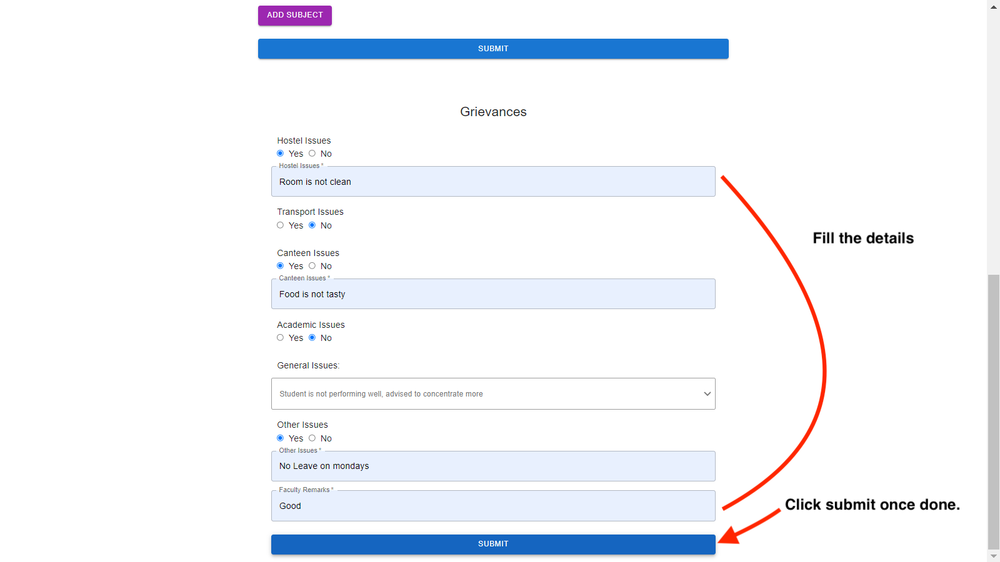 ADD SUBJECT
SUBMIT
Grievances
Hostel Issues
Yes No
Hostel Issues *
Room is not clean
Transport Issues
Yes No
Fill the details
Canteen Issues
Yes No
Canteen Issues *
Food is not tasty
Academic Issues
Yes No
General Issues:
Student is not performing well, advised to concentrate more
Other Issues
Yes No
Other Issues *
No Leave on mondays
Faculty Remarks *
Good
Click submit once done.
SUBMIT